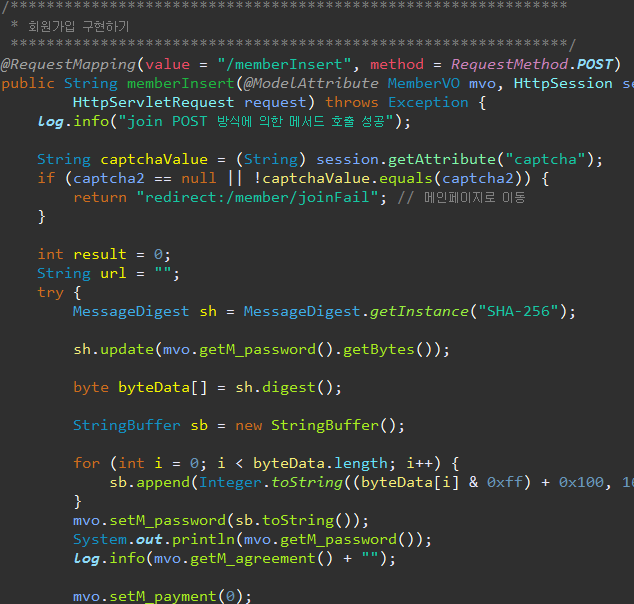 /**************************************************************
 * 회원가입 구현하기
 **************************************************************/
@RequestMapping(value = "/memberInsert", method = RequestMethod.POST)
public String memberInsert(@ModelAttribute MemberVO mvo, HttpSession se
        HttpServletRequest request) throws Exception {
    log.info("join POST 방식에 의한 메서드 호출 성공");

    String captchaValue = (String) session.getAttribute("captcha");
    if (captcha2 == null || !captchaValue.equals(captcha2)) {
        return "redirect:/member/joinFail"; // 메인페이지로 이동
    }

    int result = 0;
    String url = "";
    try {
        MessageDigest sh = MessageDigest.getInstance("SHA-256");

        sh.update(mvo.getM_password().getBytes());

        byte byteData[] = sh.digest();

        StringBuffer sb = new StringBuffer();

        for (int i = 0; i < byteData.length; i++) {
            sb.append(Integer.toString((byteData[i] & 0xff) + 0x100, 16
        }
        mvo.setM_password(sb.toString());
        System.out.println(mvo.getM_password());
        log.info(mvo.getM_agreement() + "");

        mvo.setM_payment(0);